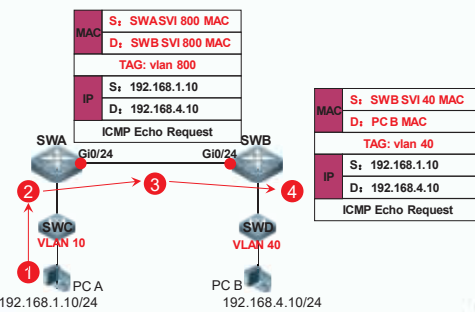 MAC
S: SWA SVI 800 MAC
D: SWB SVI 800 MAC
TAG: vlan 800
IP
S: 192.168.1.10
D: 192.168.4.10
ICMP Echo Request
MAC
S: SWB SVI 40 MAC
D: PC B MAC
TAG: vlan 40
IP
S: 192.168.1.10
D: 192.168.4.10
ICMP Echo Request
SWA
Gi0/24
Gi0/24
SWB
2
3
4
SWC
VLAN 10
SWD
VLAN 40
1
PC A
192.168.1.10/24
PC B
192.168.4.10/24